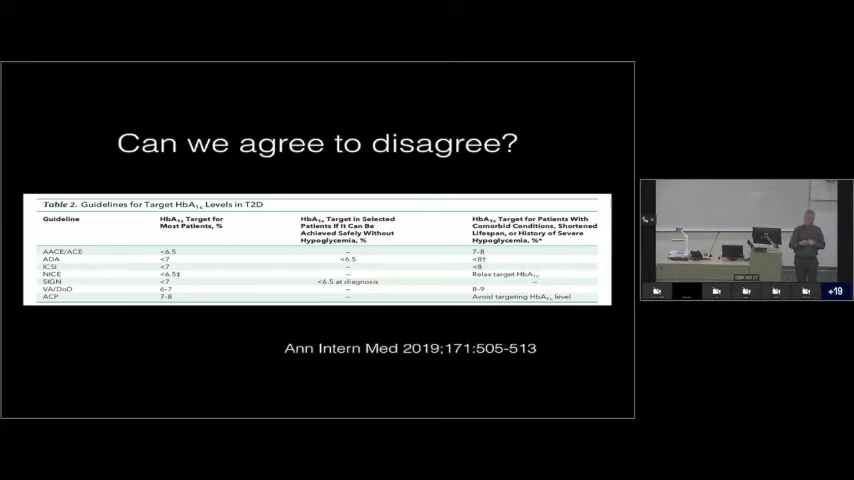 Can we agree to disagree?
Table 2. Guidelines for Target HbA1c Levels in T2D
Guideline HbA1c Target for Most Patients, % HbA1c Target in Selected Patients If It Can Be Achieved Safely Without Hypoglycemia, % HbA1c Target for Patients With Comorbid Conditions, Shortened Lifespan, or History of Severe Hypoglycemia, %*
AACE/ACE <6.5 – 7–8
ADA <7 <6.5 <8†
ICSI <7 – <8
NICE <6.5‡ – Relax target HbA1c
SIGN <7 <6.5 at diagnosis –
VA/DoD 6–7 – 8–9
ACP 7–8 – Avoid targeting HbA1c level
Ann Intern Med 2019;171:505-513
+19